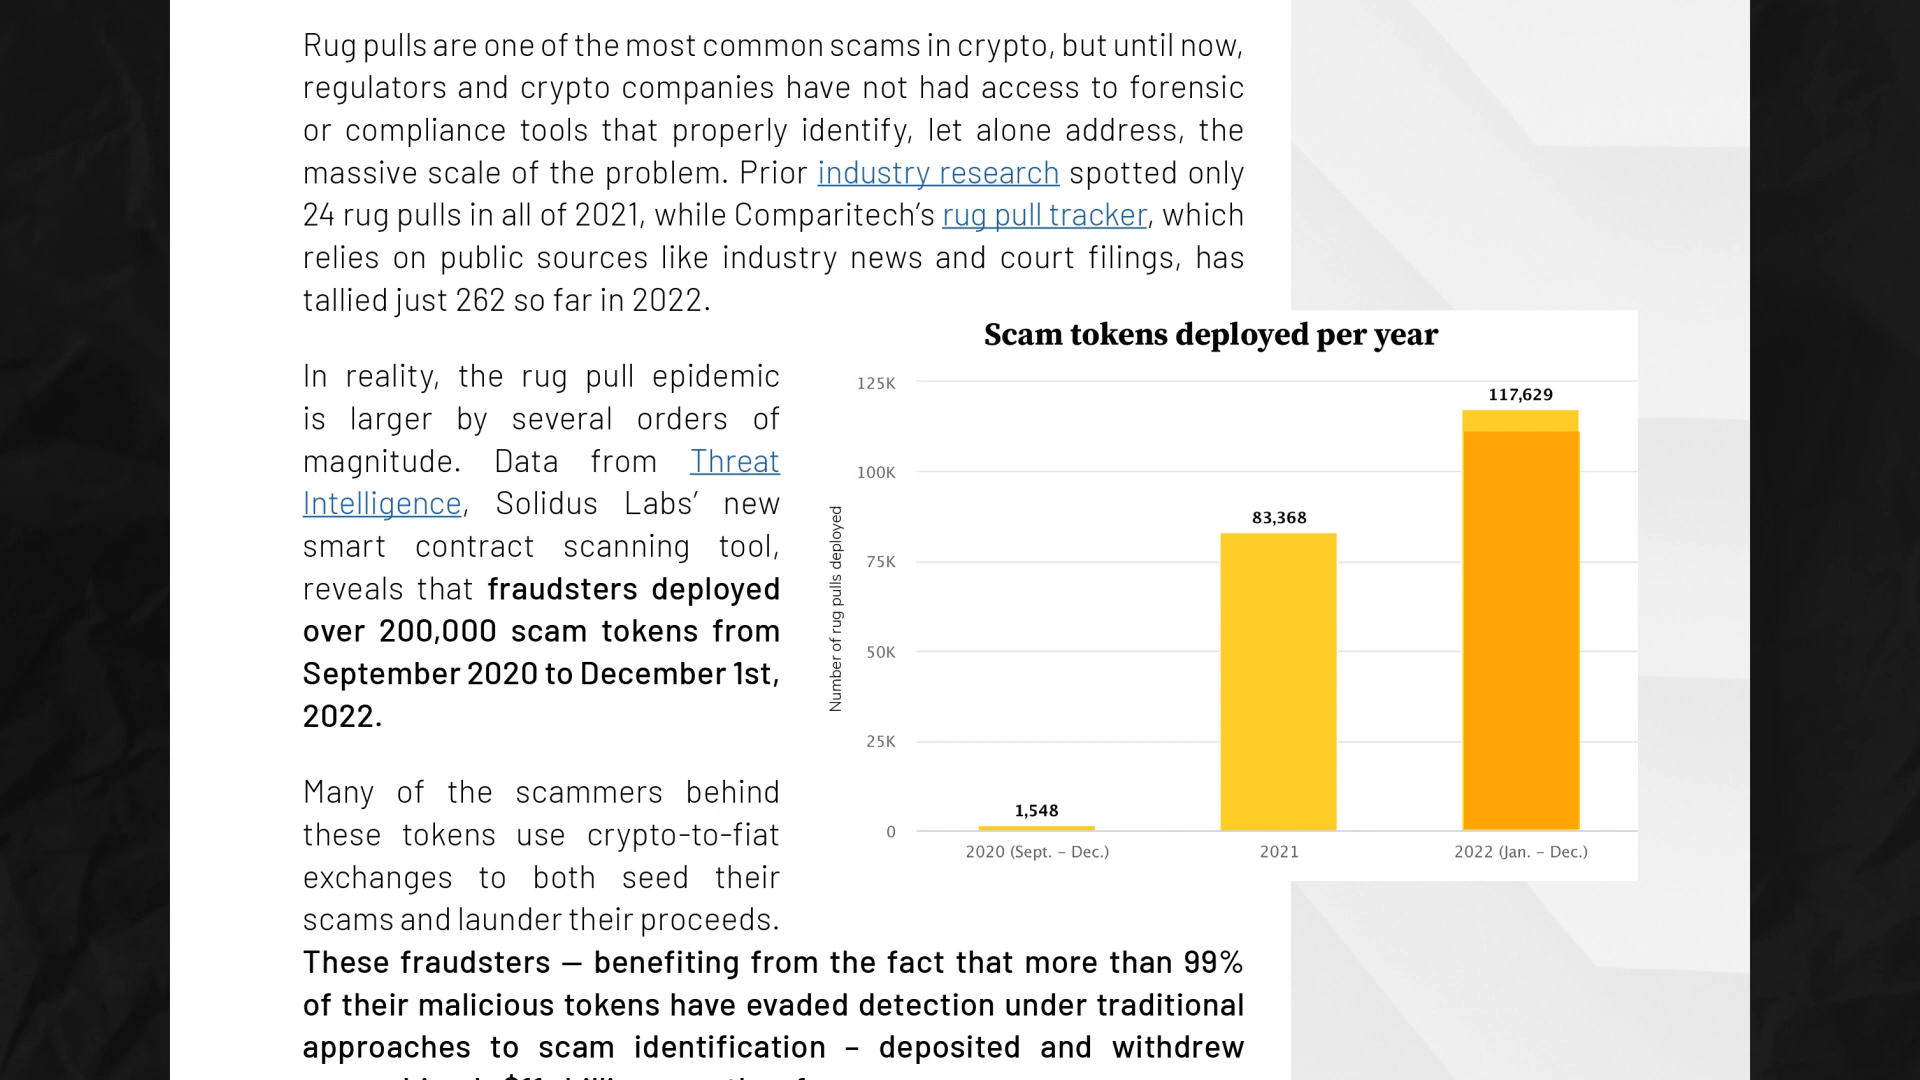 Rug pulls are one of the most common scams in crypto, but until now,
regulators and crypto companies have not had access to forensic
or compliance tools that properly identify, let alone address, the
massive scale of the problem. Prior industry research spotted only
24 rug pulls in all of 2021, while Comparitech’s rug pull tracker, which
relies on public sources like industry news and court filings, has
tallied just 262 so far in 2022.
In reality, the rug pull epidemic
is larger by several orders of
magnitude. Data from Threat
Intelligence, Solidus Labs’ new
smart contract scanning tool,
reveals that fraudsters deployed
over 200,000 scam tokens from
September 2020 to December 1st,
2022.
Many of the scammers behind
these tokens use crypto-to-fiat
exchanges to both seed their
scams and launder their proceeds.
These fraudsters — benefiting from the fact that more than 99%
of their malicious tokens have evaded detection under traditional
approaches to scam identification – deposited and withdrew
Scam tokens deployed per year
Number of rug pulls deployed
125K
100K
75K
50K
25K
0
1,548
83,368
117,629
2020 (Sept. – Dec.)
2021
2022 (Jan. – Dec.)